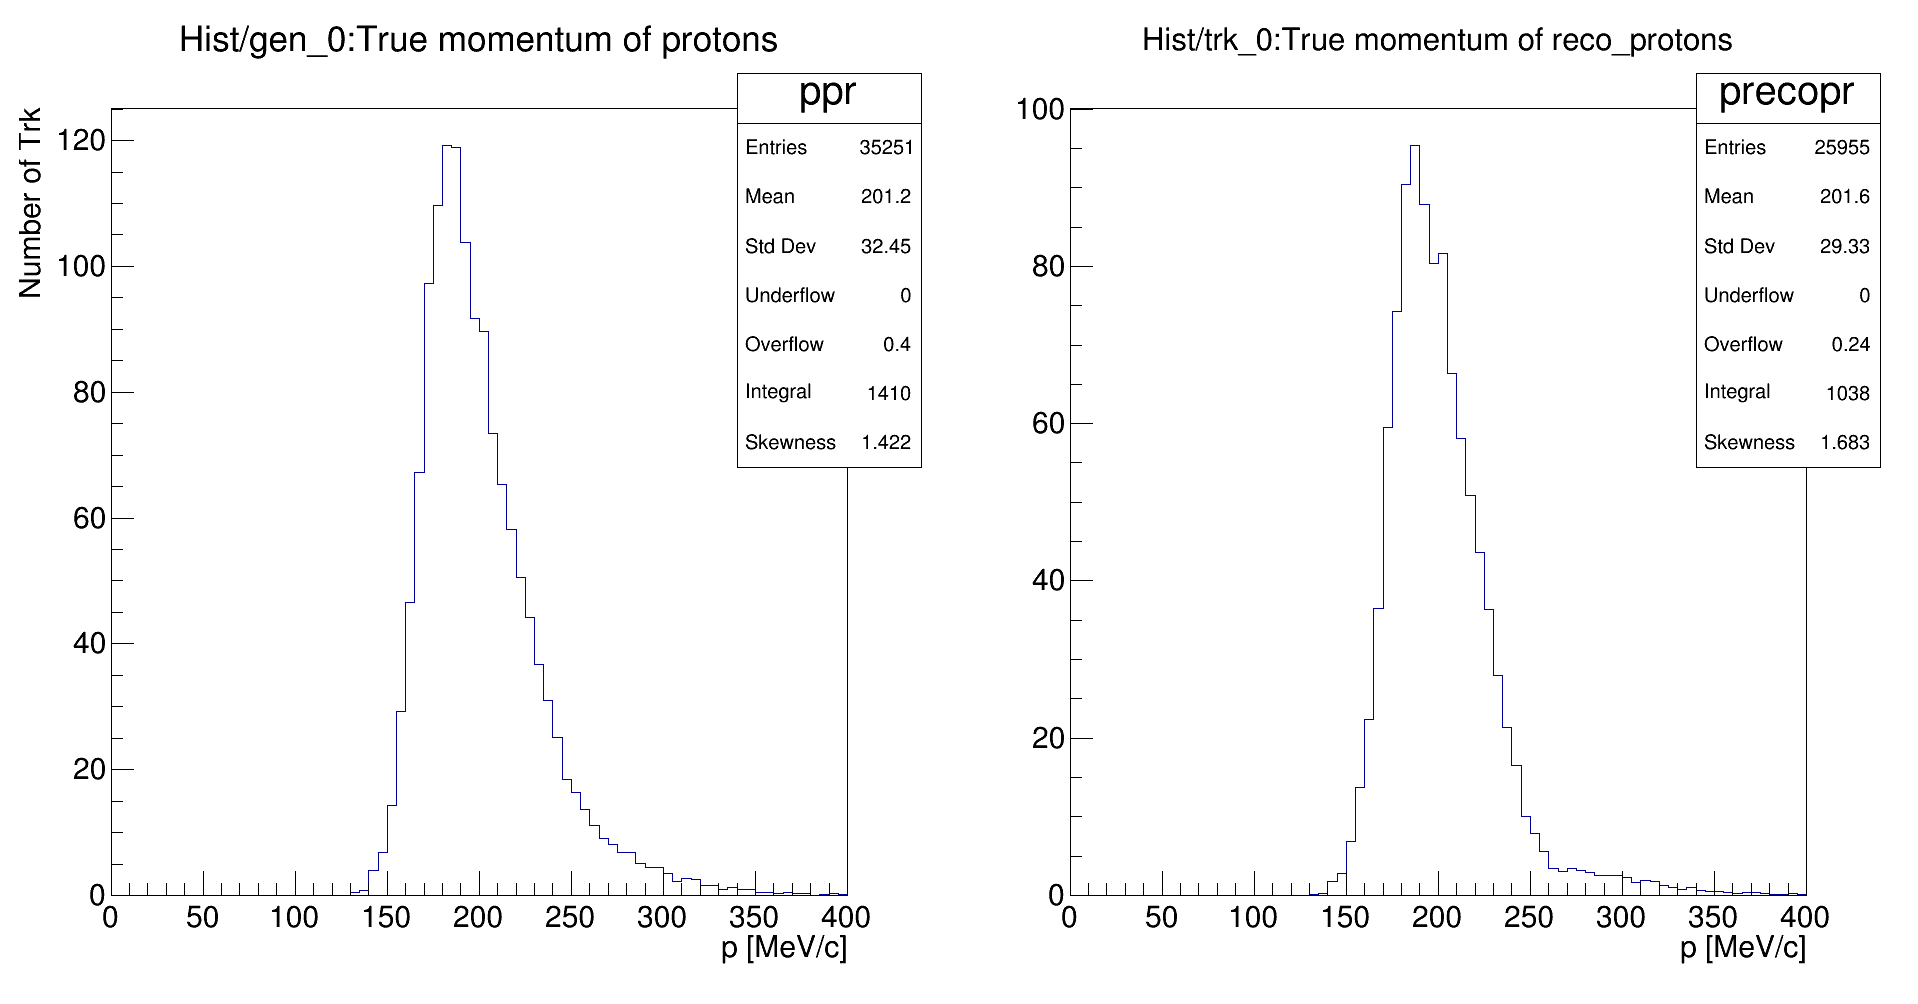 Hist/gen_0:True momentum of protons
ppr
Entries 35251
Mean 201.2
Std Dev 32.45
Underflow 0
Overflow 0.4
Integral 1410
Skewness 1.422
Number of Trk
120
100
80
60
40
20
0
0 50 100 150 200 250 300 350 400
p [MeV/c]
Hist/trk_0:True momentum of reco_protons
precopr
Entries 25955
Mean 201.6
Std Dev 29.33
Underflow 0
Overflow 0.24
Integral 1038
Skewness 1.683
100
80
60
40
20
0
0 50 100 150 200 250 300 350 400
p [MeV/c]